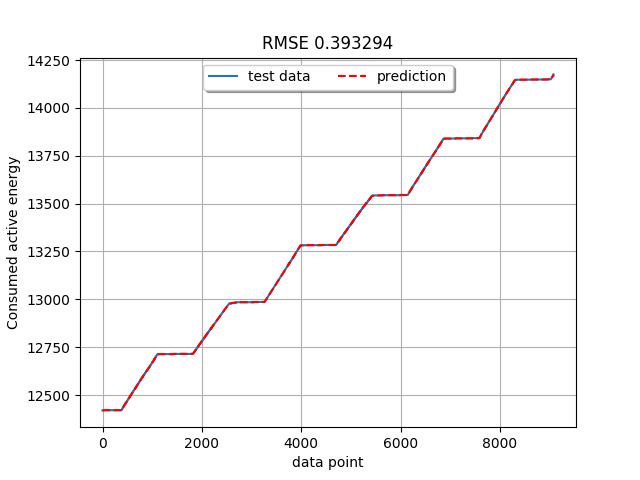 RMSE 0.393294
test data
prediction
14250
14000
13750
13500
13250
13000
12750
12500
Consumed active energy
0
2000
4000
6000
8000
data point